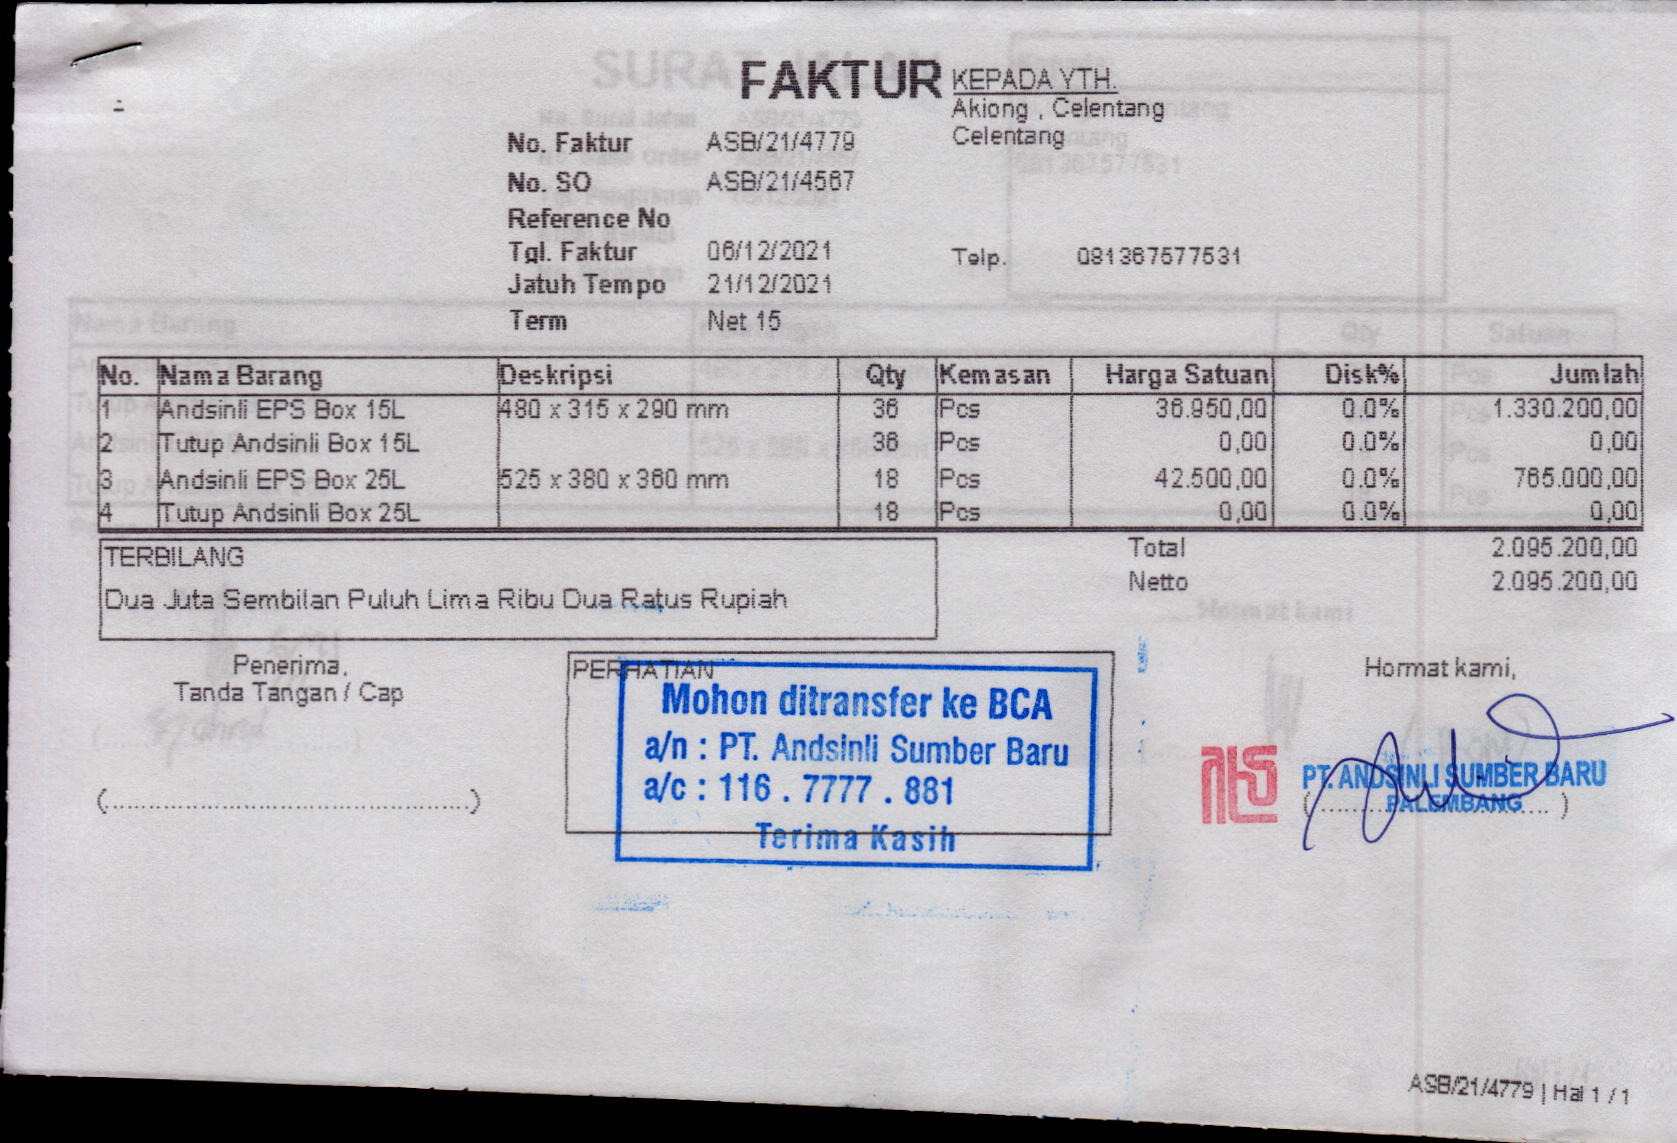 FAKTUR
KEPADA YTH.
Akiong , Celentang
Celentang
No. Faktur ASB/21/4779
No. SO ASB/21/4567
Reference No
Tgl. Faktur 06/12/2021
Telp. 081367577531
Jatuh Tempo 21/12/2021
Term Net 15
No. Nama Barang Deskripsi Qty Kemasan Harga Satuan Disk% Jumlah
1 Andsinli EPS Box 15L 480 x 315 x 290 mm 36 Pcs 36.950,00 0.0% 1.330.200,00
2 Tutup Andsinli Box 15L 36 Pcs 0,00 0.0% 0,00
3 Andsinli EPS Box 25L 525 x 380 x 360 mm 18 Pcs 42.500,00 0.0% 765.000,00
4 Tutup Andsinli Box 25L 18 Pcs 0,00 0.0% 0,00
TERBILANG
Dua Juta Sembilan Puluh Lima Ribu Dua Ratus Rupiah
Total 2.095.200,00
Netto 2.095.200,00
Penerima,
Tanda Tangan / Cap
(.............................................)
PERHATIAN
Mohon ditransfer ke BCA
a/n : PT. Andsinli Sumber Baru
a/c : 116 . 7777 . 881
Terima Kasih
Hormat kami,
PT. ANDSINLI SUMBER BARU
PALEMBANG
ASB/21/4779 | Hal 1 / 1